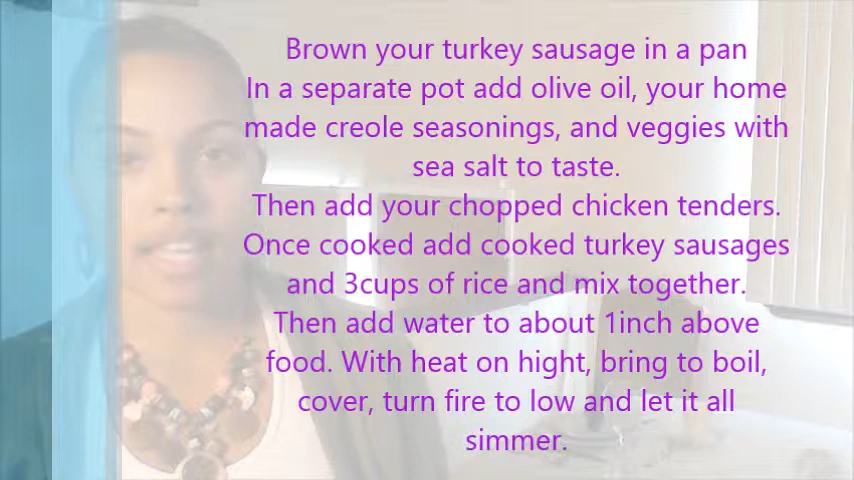 Brown your turkey sausage in a pan
In a separate pot add olive oil, your home
made creole seasonings, and veggies with
sea salt to taste.
Then add your chopped chicken tenders.
Once cooked add cooked turkey sausages
and 3cups of rice and mix together.
Then add water to about 1inch above
food. With heat on hight, bring to boil,
cover, turn fire to low and let it all
simmer.